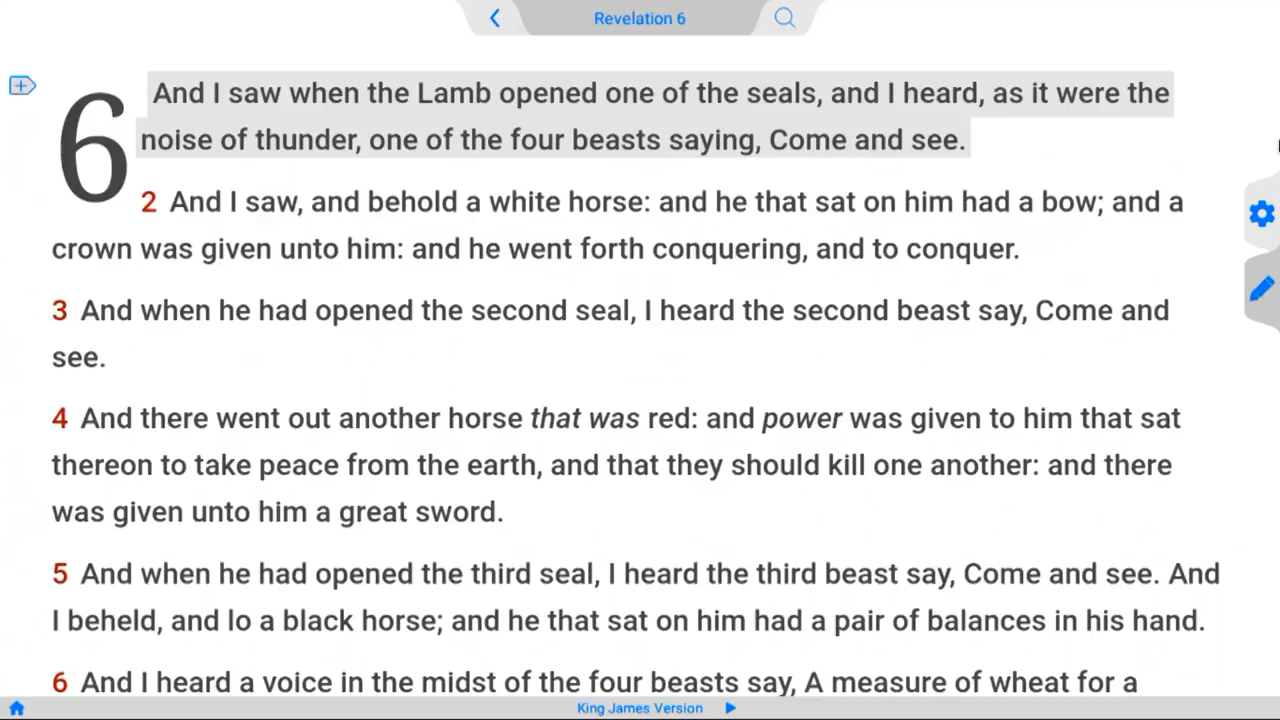 Revelation 6
6 And I saw when the Lamb opened one of the seals, and I heard, as it were the
noise of thunder, one of the four beasts saying, Come and see.
2 And I saw, and behold a white horse: and he that sat on him had a bow; and a
crown was given unto him: and he went forth conquering, and to conquer.
3 And when he had opened the second seal, I heard the second beast say, Come and
see.
4 And there went out another horse that was red: and power was given to him that sat
thereon to take peace from the earth, and that they should kill one another: and there
was given unto him a great sword.
5 And when he had opened the third seal, I heard the third beast say, Come and see. And
I beheld, and lo a black horse; and he that sat on him had a pair of balances in his hand.
6 And I heard a voice in the midst of the four beasts say, A measure of wheat for a
King James Version